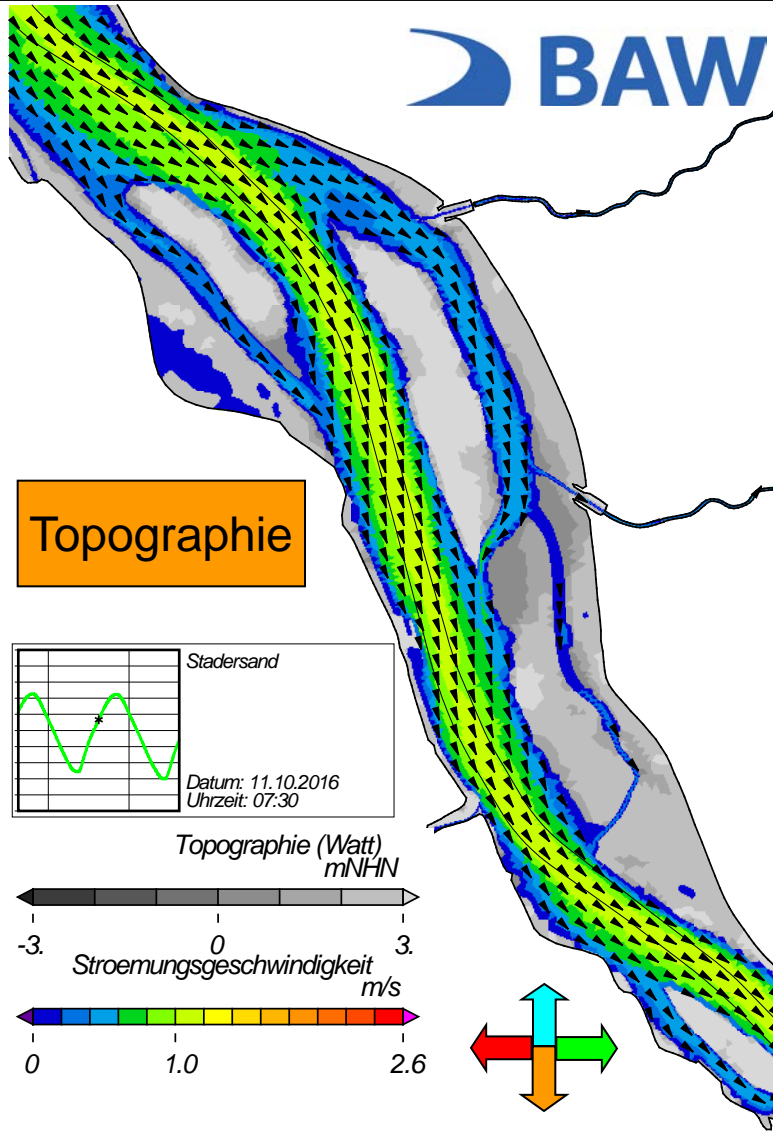 BAW
Topographie
Stadersand
Datum: 11.10.2016
Uhrzeit: 07:30
Topographie (Watt)
mNHN
-3. 0 3.
Stroemungsgeschwindigkeit
m/s
0 1.0 2.6